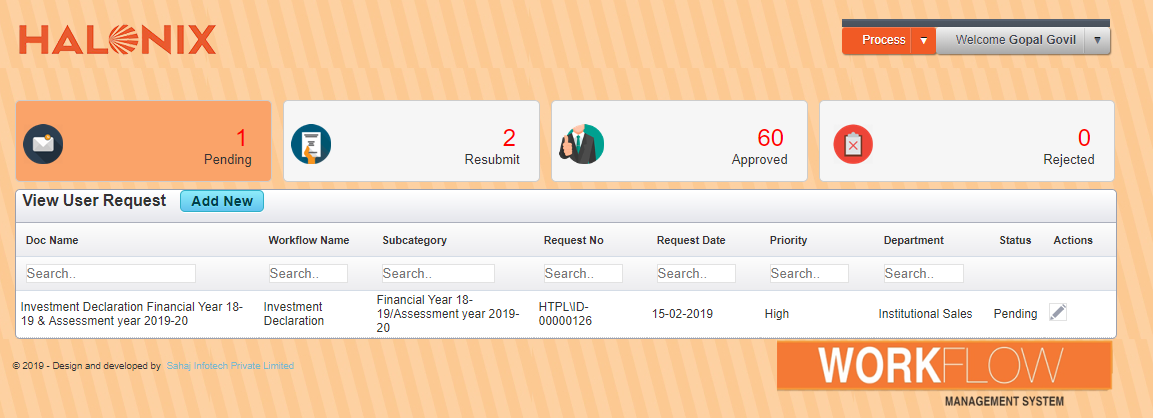 HALONIX
Process
Welcome Gopal Govil
1
Pending
2
Resubmit
60
Approved
0
Rejected
View User Request Add New
Doc Name Workflow Name Subcategory Request No Request Date Priority Department Status Actions
Search.. Search.. Search.. Search.. Search.. Search.. Search..
Investment Declaration Financial Year 18-
19 & Assessment year 2019-20
Investment
Declaration
Financial Year 18-
19/Assessment year 2019-
20
HTPL\ID-
00000126
15-02-2019
High
Institutional Sales
Pending
© 2019 - Design and developed by Sahaj Infotech Private Limited
WORKFLOW
MANAGEMENT SYSTEM